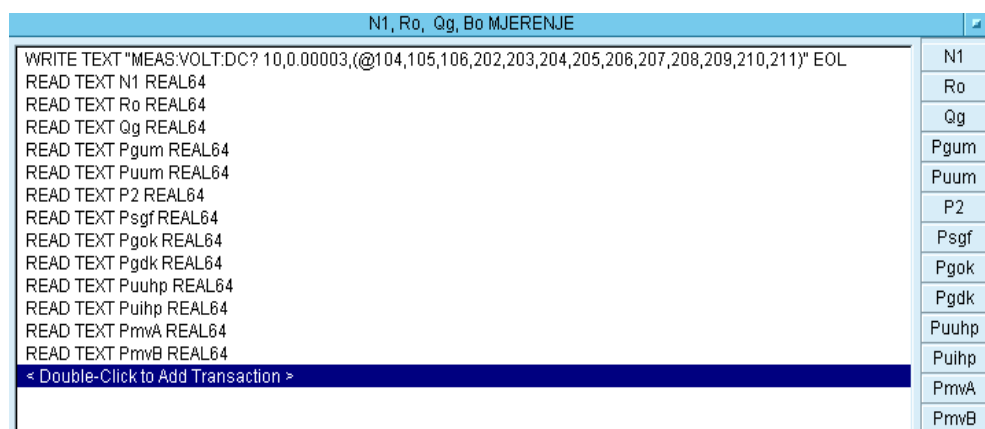 N1, Ro, Qg, Bo MJERENJE
WRITE TEXT "MEAS:VOLT:DC? 10,0.00003,(@104,105,106,202,203,204,205,206,207,208,209,210,211)" EOL
READ TEXT N1 REAL64
READ TEXT Ro REAL64
READ TEXT Qg REAL64
READ TEXT Pgum REAL64
READ TEXT Puum REAL64
READ TEXT P2 REAL64
READ TEXT Psgf REAL64
READ TEXT Pgok REAL64
READ TEXT Pgdk REAL64
READ TEXT Puuhp REAL64
READ TEXT Puihp REAL64
READ TEXT PmvA REAL64
READ TEXT PmvB REAL64
< Double-Click to Add Transaction >
N1
Ro
Qg
Pgum
Puum
P2
Psgf
Pgok
Pgdk
Puuhp
Puihp
PmvA
PmvB